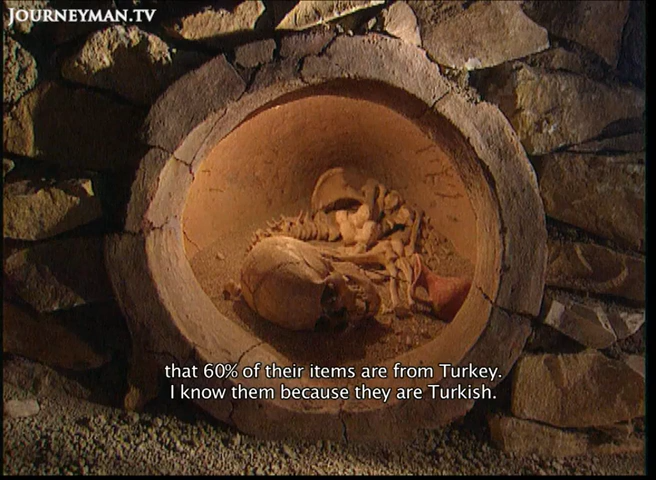 JOURNEYMAN.TV
that 60% of their items are from Turkey.
I know them because they are Turkish.